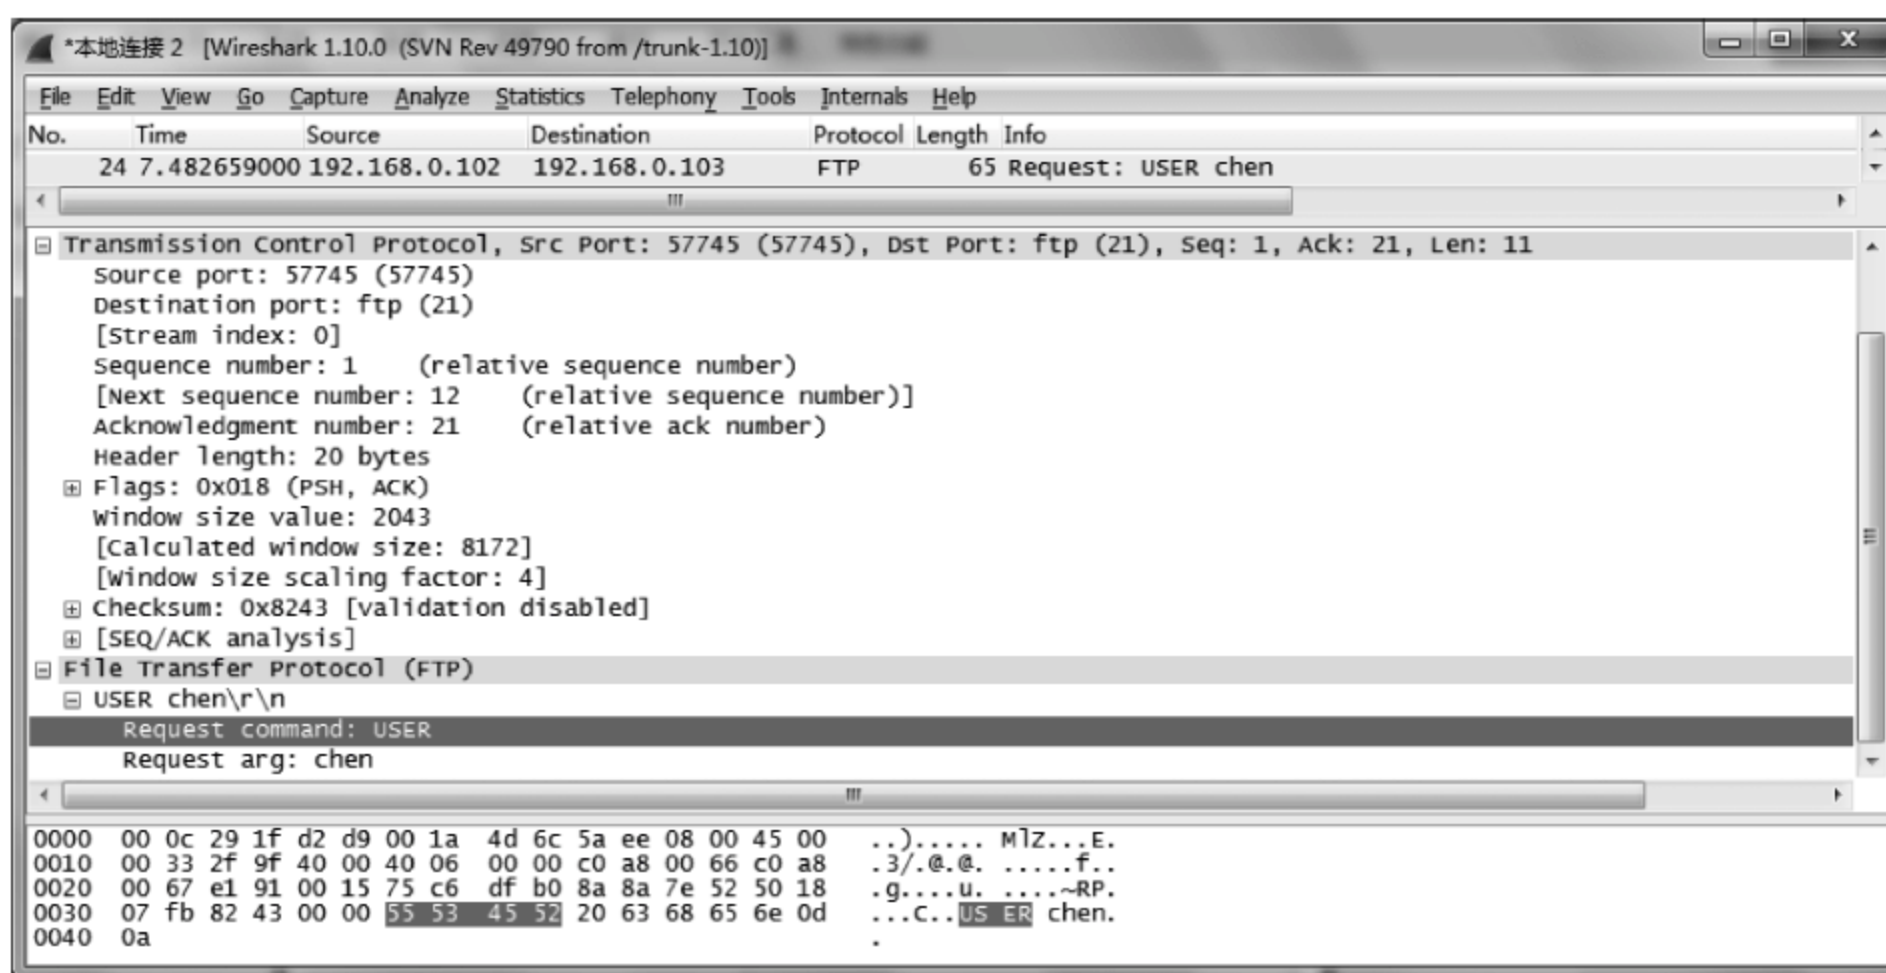 *本地连接 2 [Wireshark 1.10.0 (SVN Rev 49790 from /trunk-1.10)]
File Edit View Go Capture Analyze Statistics Telephony Tools Internals Help
No. Time Source Destination Protocol Length Info
24 7.482659000 192.168.0.102 192.168.0.103 FTP 65 Request: USER chen
Transmission Control Protocol, Src Port: 57745 (57745), Dst Port: ftp (21), Seq: 1, Ack: 21, Len: 11
Source port: 57745 (57745)
Destination port: ftp (21)
[Stream index: 0]
Sequence number: 1 (relative sequence number)
[Next sequence number: 12 (relative sequence number)]
Acknowledgment number: 21 (relative ack number)
Header length: 20 bytes
Flags: 0x018 (PSH, ACK)
Window size value: 2043
[Calculated window size: 8172]
[Window size scaling factor: 4]
Checksum: 0x8243 [validation disabled]
[SEQ/ACK analysis]
File Transfer Protocol (FTP)
USER chen\r\n
Request command: USER
Request arg: chen
0000 00 0c 29 1f d2 d9 00 1a 4d 6c 5a ee 08 00 45 00 ..)..... MlZ...E.
0010 00 33 2f 9f 40 00 40 06 00 00 c0 a8 00 66 c0 a8 .3/.@.@. .....f..
0020 00 67 e1 91 00 15 75 c6 df b0 8a 8a 7e 52 50 18 .g....u. ....~RP.
0030 07 fb 82 43 00 00 55 53 45 52 20 63 68 65 6e 0d ...C..US ER chen.
0040 0a .